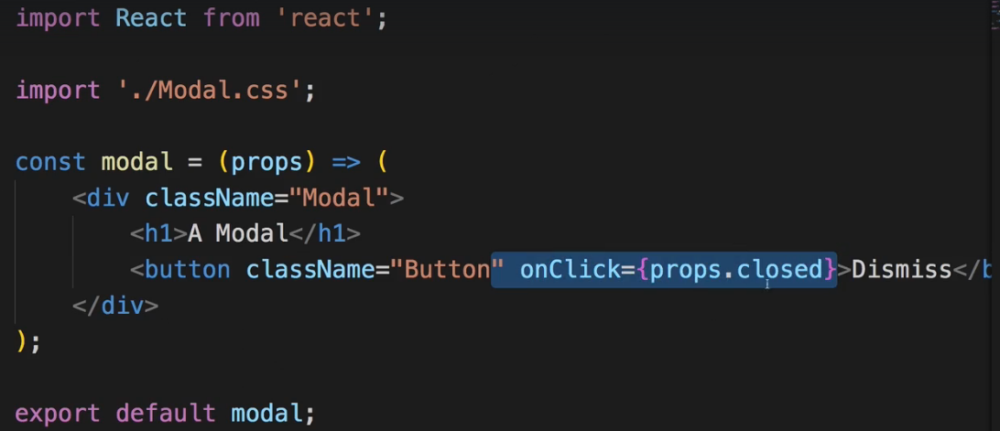 import React from 'react';
import './Modal.css';
const modal = (props) => (
<div className="Modal">
<h1>A Modal</h1>
<button className="Button" onClick={props.closed}>Dismiss</b
</div>
);
export default modal;